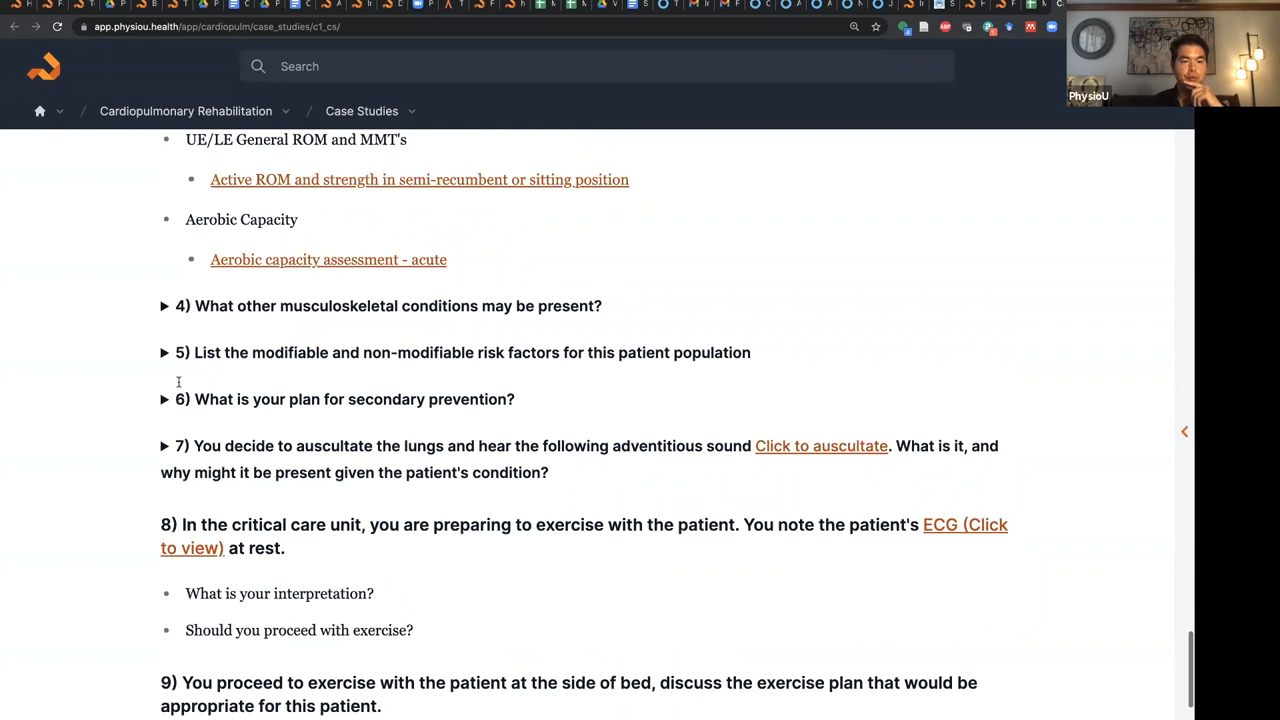 app.physiou.health/app/cardiopulm/case_studies/c1_cs/
Search
PhysioU
/ Cardiopulmonary Rehabilitation / Case Studies
UE/LE General ROM and MMT's
Active ROM and strength in semi-recumbent or sitting position
Aerobic Capacity
Aerobic capacity assessment - acute
4) What other musculoskeletal conditions may be present?
5) List the modifiable and non-modifiable risk factors for this patient population
6) What is your plan for secondary prevention?
7) You decide to auscultate the lungs and hear the following adventitious sound Click to auscultate. What is it, and
why might it be present given the patient's condition?
8) In the critical care unit, you are preparing to exercise with the patient. You note the patient's ECG (Click
to view) at rest.
What is your interpretation?
Should you proceed with exercise?
9) You proceed to exercise with the patient at the side of bed, discuss the exercise plan that would be
appropriate for this patient.